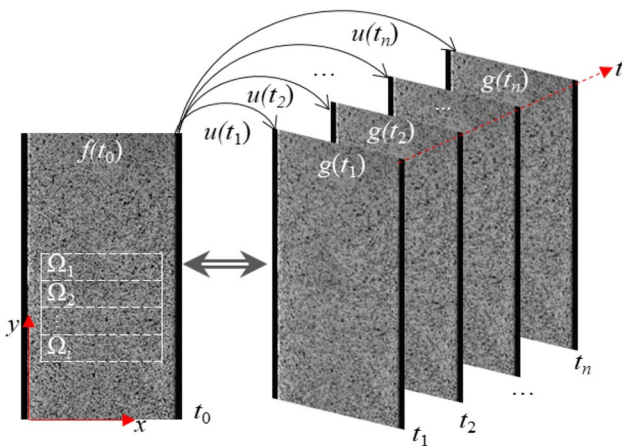 u(tₙ)
...
u(t₂)
u(t₁)
t
g(tₙ)
...
g(t₂)
g(t₁)
f(t₀)
Ω₁
Ω₂
Ωᵢ
y
x
t₀
t₁
t₂
...
tₙ